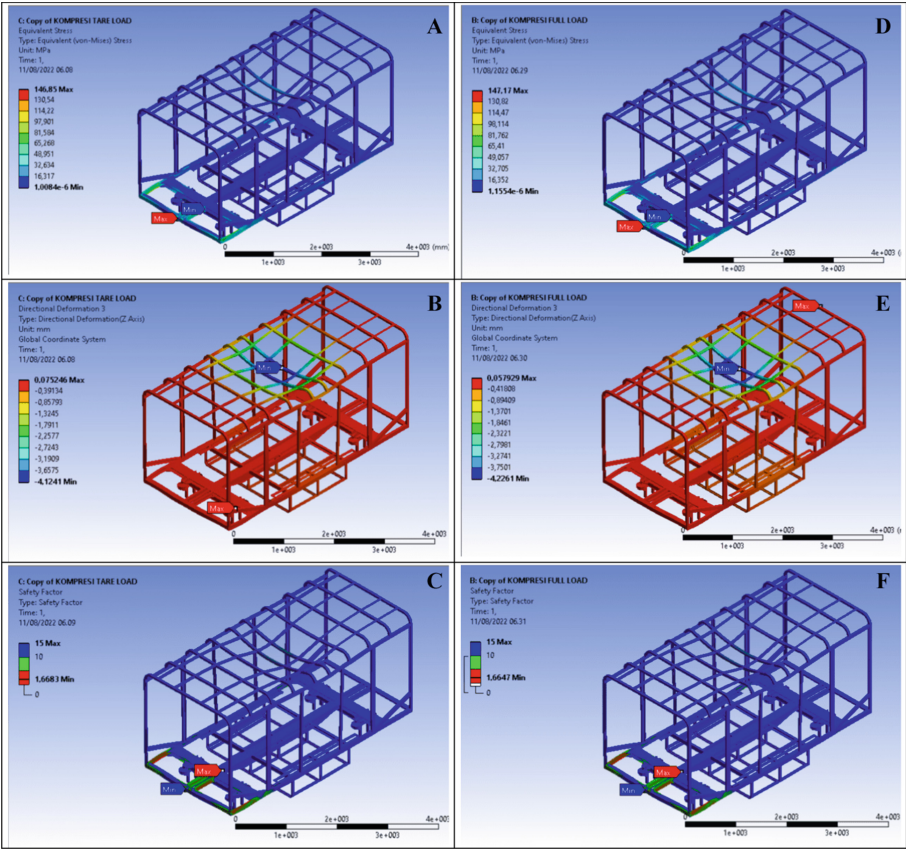 C: Copy of KOMPRESI TARE LOAD
Equivalent Stress
Type: Equivalent (von-Mises) Stress
Unit: MPa
Time: 1,
11/08/2022 06.08
A
146,85 Max
130,54
114,22
97,901
81,584
65,268
48,951
32,634
16,317
1,0084e-6 Min
Min
Max
0
2e+003
4e+003 (mm)
1e+003
3e+003
B: Copy of KOMPRESI FULL LOAD
Equivalent Stress
Type: Equivalent (von-Mises) Stress
Unit: MPa
Time: 1,
11/08/2022 06.29
D
147,17 Max
130,82
114,47
98,114
81,762
65,41
49,057
32,705
16,352
1,1554e-6 Min
Min
Max
0
2e+003
4e+003 (
1e+003
3e+003
C: Copy of KOMPRESI TARE LOAD
Directional Deformation 3
Type: Directional Deformation(Z Axis)
Unit: mm
Global Coordinate System
Time: 1,
11/08/2022 06.08
B
0,075246 Max
-0,39134
-0,85793
-1,3245
-1,7911
-2,2577
-2,7243
-3,1909
-3,6575
-4,1241 Min
Min
Max
0
2e+003
4e+003
1e+003
3e+003
B: Copy of KOMPRESI FULL LOAD
Directional Deformation 3
Type: Directional Deformation(Z Axis)
Unit: mm
Global Coordinate System
Time: 1,
11/08/2022 06.30
E
0,057929 Max
-0,41808
-0,89409
-1,3701
-1,8461
-2,3221
-2,7981
-3,2741
-3,7501
-4,2261 Min
Max
Min
0
2e+003
4e+003 (
1e+003
3e+003
C: Copy of KOMPRESI TARE LOAD
Safety Factor
Type: Safety Factor
Time: 1,
11/08/2022 06.09
C
15 Max
10
1,6683 Min
0
Max
Min
0
2e+003
4e+003
1e+003
3e+003
B: Copy of KOMPRESI FULL LOAD
Safety Factor
Type: Safety Factor
Time: 1,
11/08/2022 06.31
F
15 Max
10
1,6647 Min
0
Max
Min
0
2e+003
4e+003
1e+003
3e+003